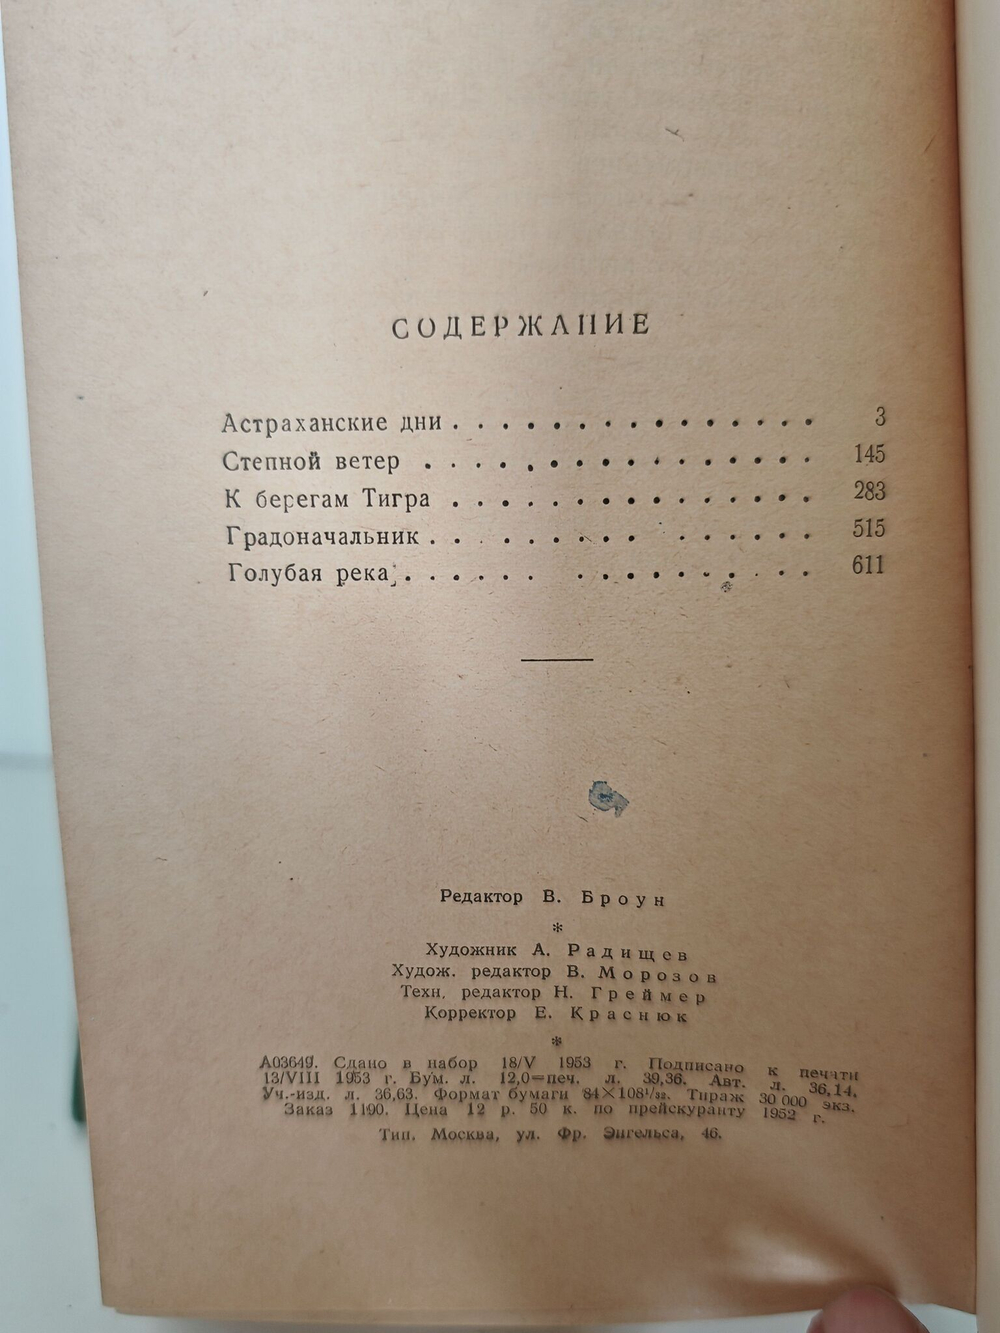 СОДЕРЖАНИЕ
Астраханские дни . . . . . . . . . . . . . . . 3
Степной ветер . . . . . . . . . . . . . . . . 145
К берегам Тигра . . . . . . . . . . . . . . . 283
Градоначальник . . . . . . . . . . . . . . . 515
Голубая река . . . . . . . . . . . . . . . . 611
Редактор В. Броун
*
Художник А. Радищев
Худож. редактор В. Морозов
Техн. редактор Н. Греймер
Корректор Е. Краснюк
*
А03649. Сдано в набор 18/V 1953 г. Подписано к печати
13/VIII 1953 г. Бум. л. 12,0=печ. л. 39,36. Авт. л. 36,14.
Уч.-изд. л. 36,63. Формат бумаги 84×108¹/₃₂. Тираж 30 000 экз.
Заказ 1190. Цена 12 р. 50 к. по прейскуранту 1952 г.
Тип. Москва, ул. Фр. Энгельса, 46.